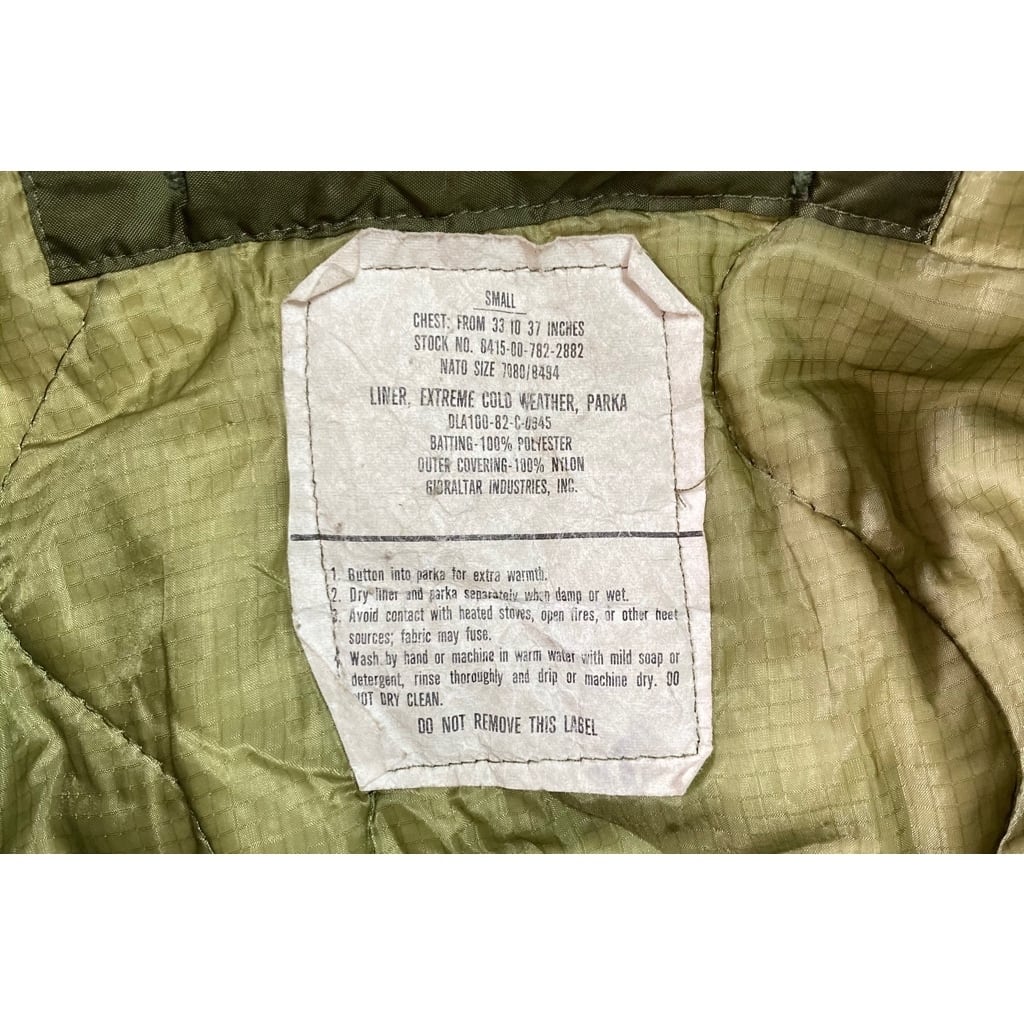 SMALL
CHEST: FROM 33 TO 37 INCHES
STOCK NO. 8415-00-782-2882
NATO SIZE 7080/8494
LINER, EXTREME COLD WEATHER, PARKA
DLA100-82-C-0945
BATTING-100% POLYESTER
OUTER COVERING-100% NYLON
GIBRALTAR INDUSTRIES, INC.
1. Button into parka for extra warmth.
2. Dry liner and parka separately when damp or wet.
3. Avoid contact with heated stoves, open fires, or other heat
sources; fabric may fuse.
Wash by hand or machine in warm water with mild soap or
detergent, rinse thoroughly and drip or machine dry. DO
NOT DRY CLEAN.
DO NOT REMOVE THIS LABEL